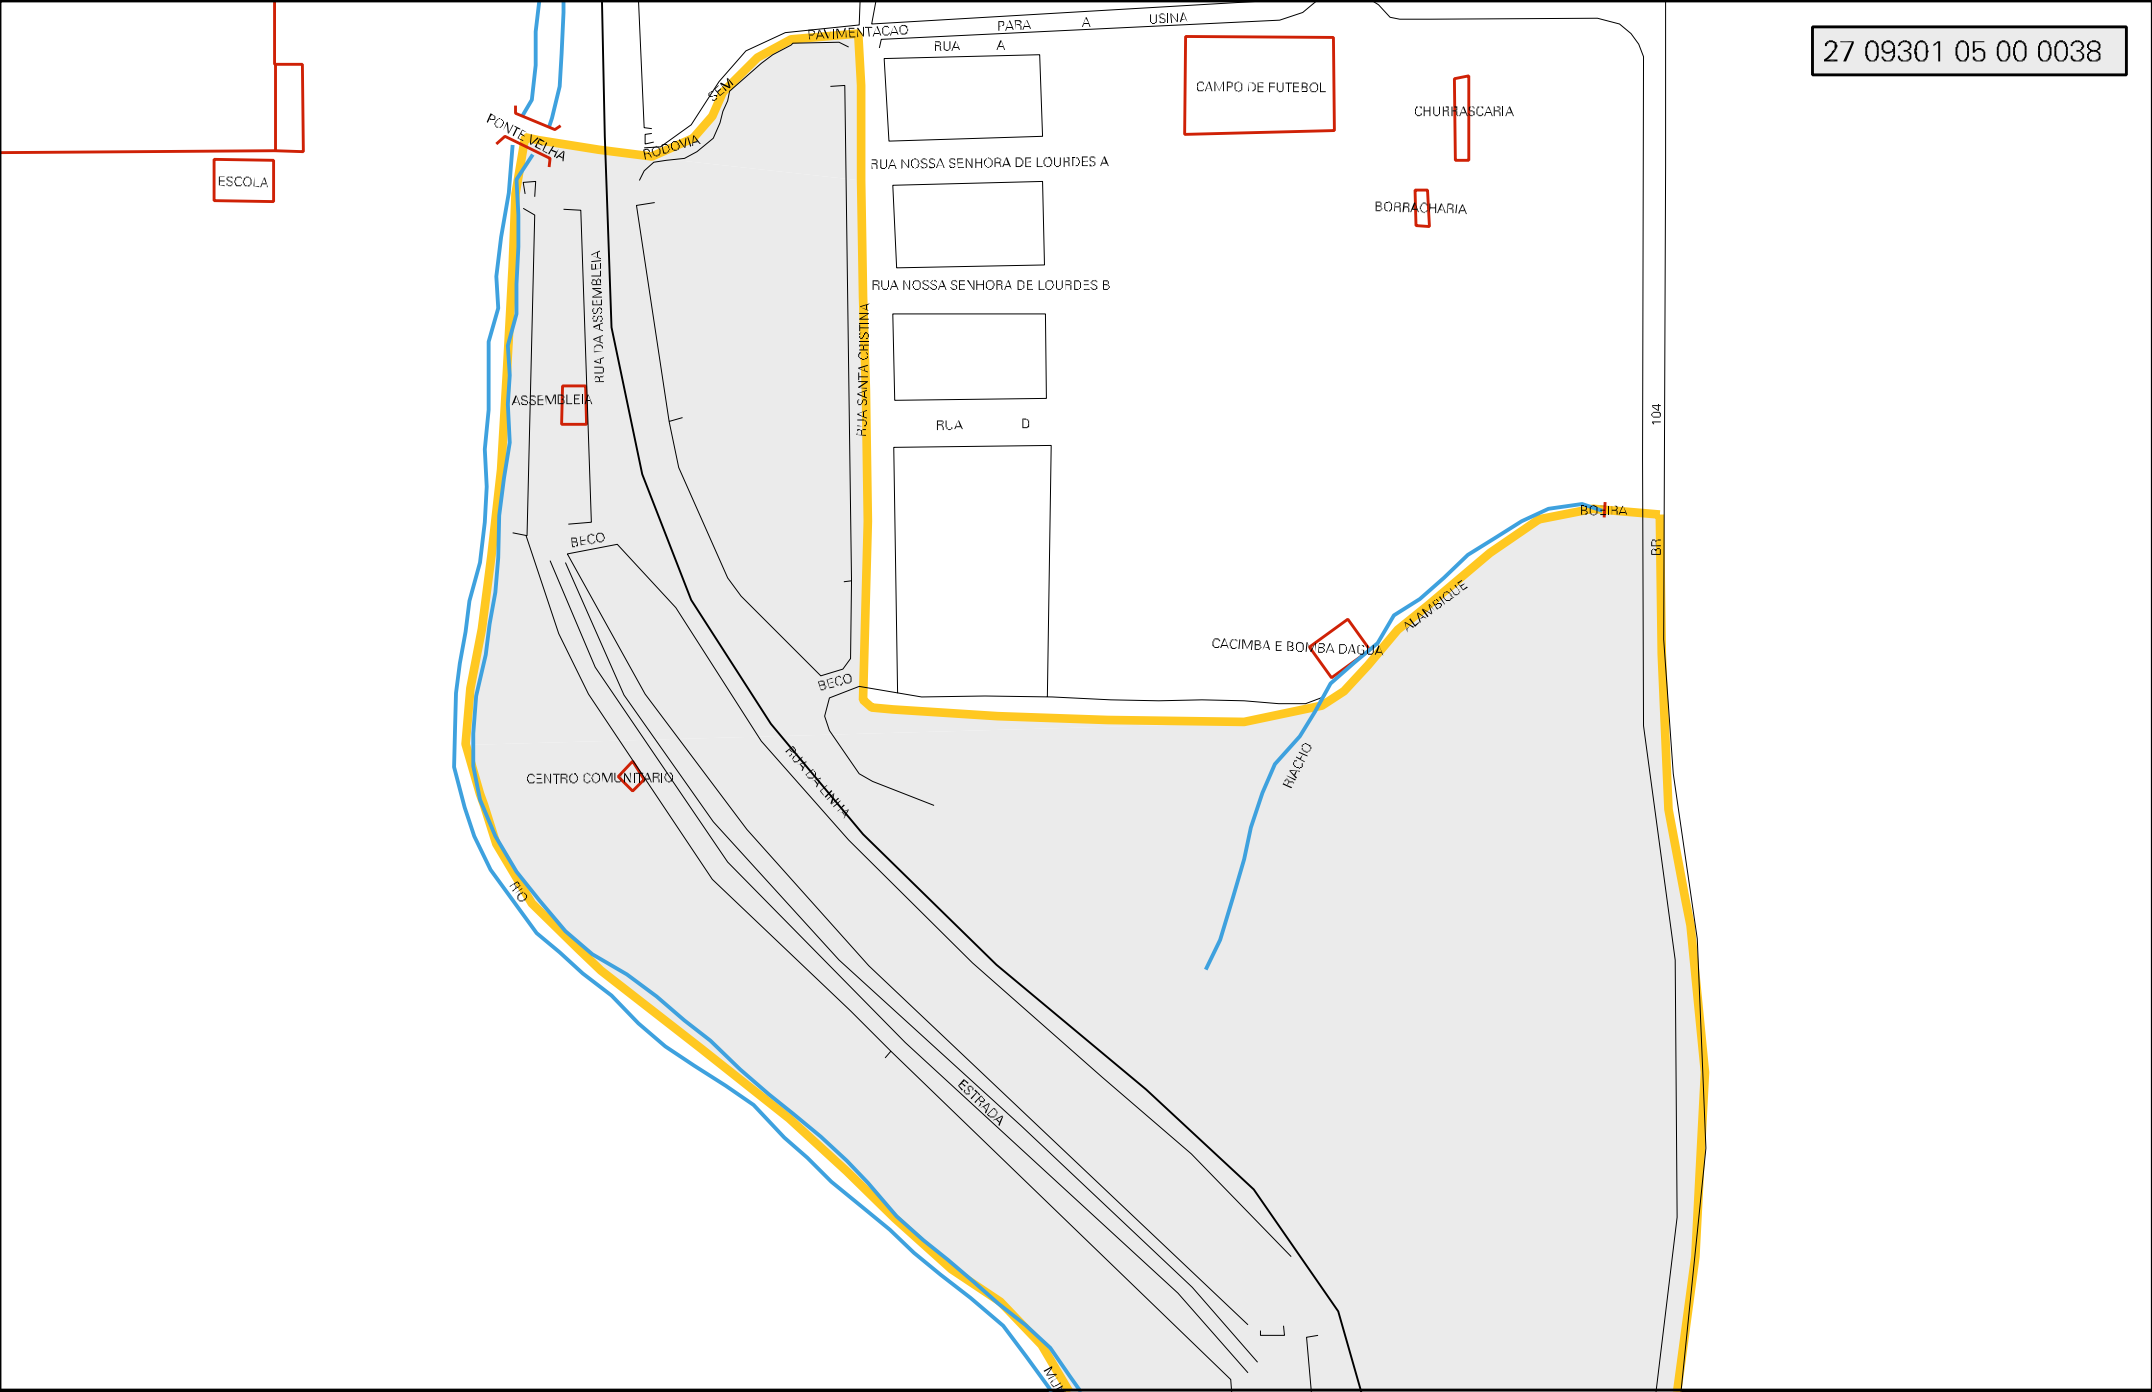 27 09301 05 00 0038
PARA A USINA
PAVIMENTACAO
RUA A
SEM
CAMPO DE FUTEBOL
CHURRASCARIA
PONTE VELHA
RODOVIA
RUA NOSSA SENHORA DE LOURDES A
ESCOLA
BORRACHARIA
RUA NOSSA SENHORA DE LOURDES B
RUA DA ASSEMBLEIA
RUA SANTA CRISTINA
ASSEMBLEIA
104
RUA D
BOEIRA
BECO
BR
ALAMBIQUE
CACIMBA E BOMBA DAGUA
BECO
RIACHO
CENTRO COMUNITARIO
RUA DA LINHA
RIO
ESTRADA